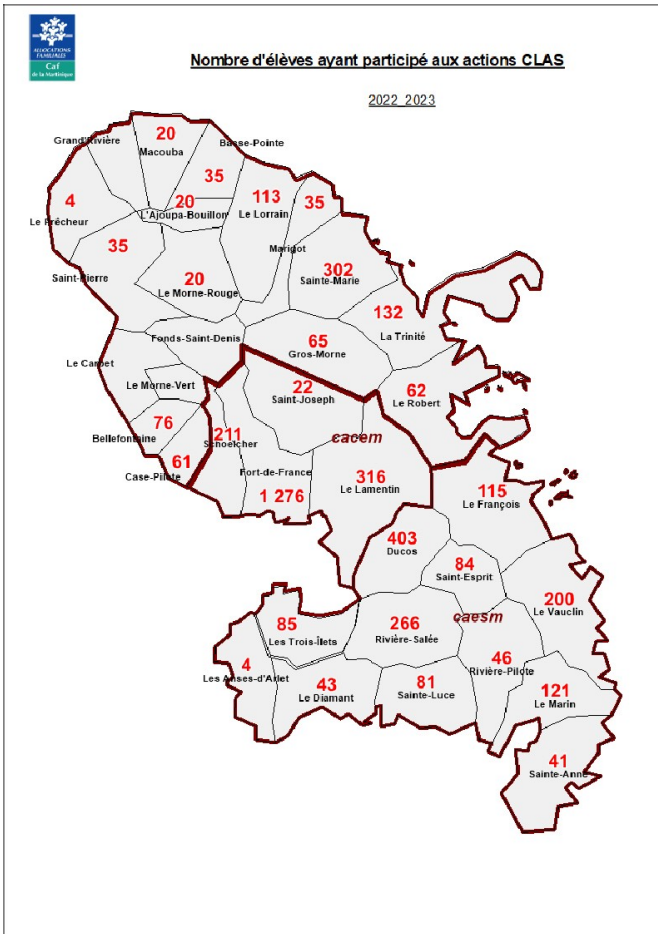 ALLOCATIONS
FAMILIALES
Caf
de la Martinique
Nombre d'élèves ayant participé aux actions CLAS
2022_2023
Grand'Rivière
20
Macouba
Basse-Pointe
35
4
Le Prêcheur
20
L'Ajoupa-Bouillon
113
Le Lorrain
35
Marigot
35
Saint-Pierre
20
Le Morne-Rouge
302
Sainte-Marie
132
La Trinité
Fonds-Saint-Denis
65
Gros-Morne
Le Carbet
Le Morne-Vert
22
Saint-Joseph
62
Le Robert
76
Bellefontaine
211
Schoelcher
cacem
61
Case-Pilote
Fort-de-France
1 276
316
Le Lamentin
115
Le François
403
Ducos
84
Saint-Esprit
200
Le Vauclin
85
Les Trois-îlets
266
Rivière-Salée
caesm
46
Rivière-Pilote
4
Les Anses-d'Arlet
43
Le Diamant
81
Sainte-Luce
121
Le Marin
41
Sainte-Anne